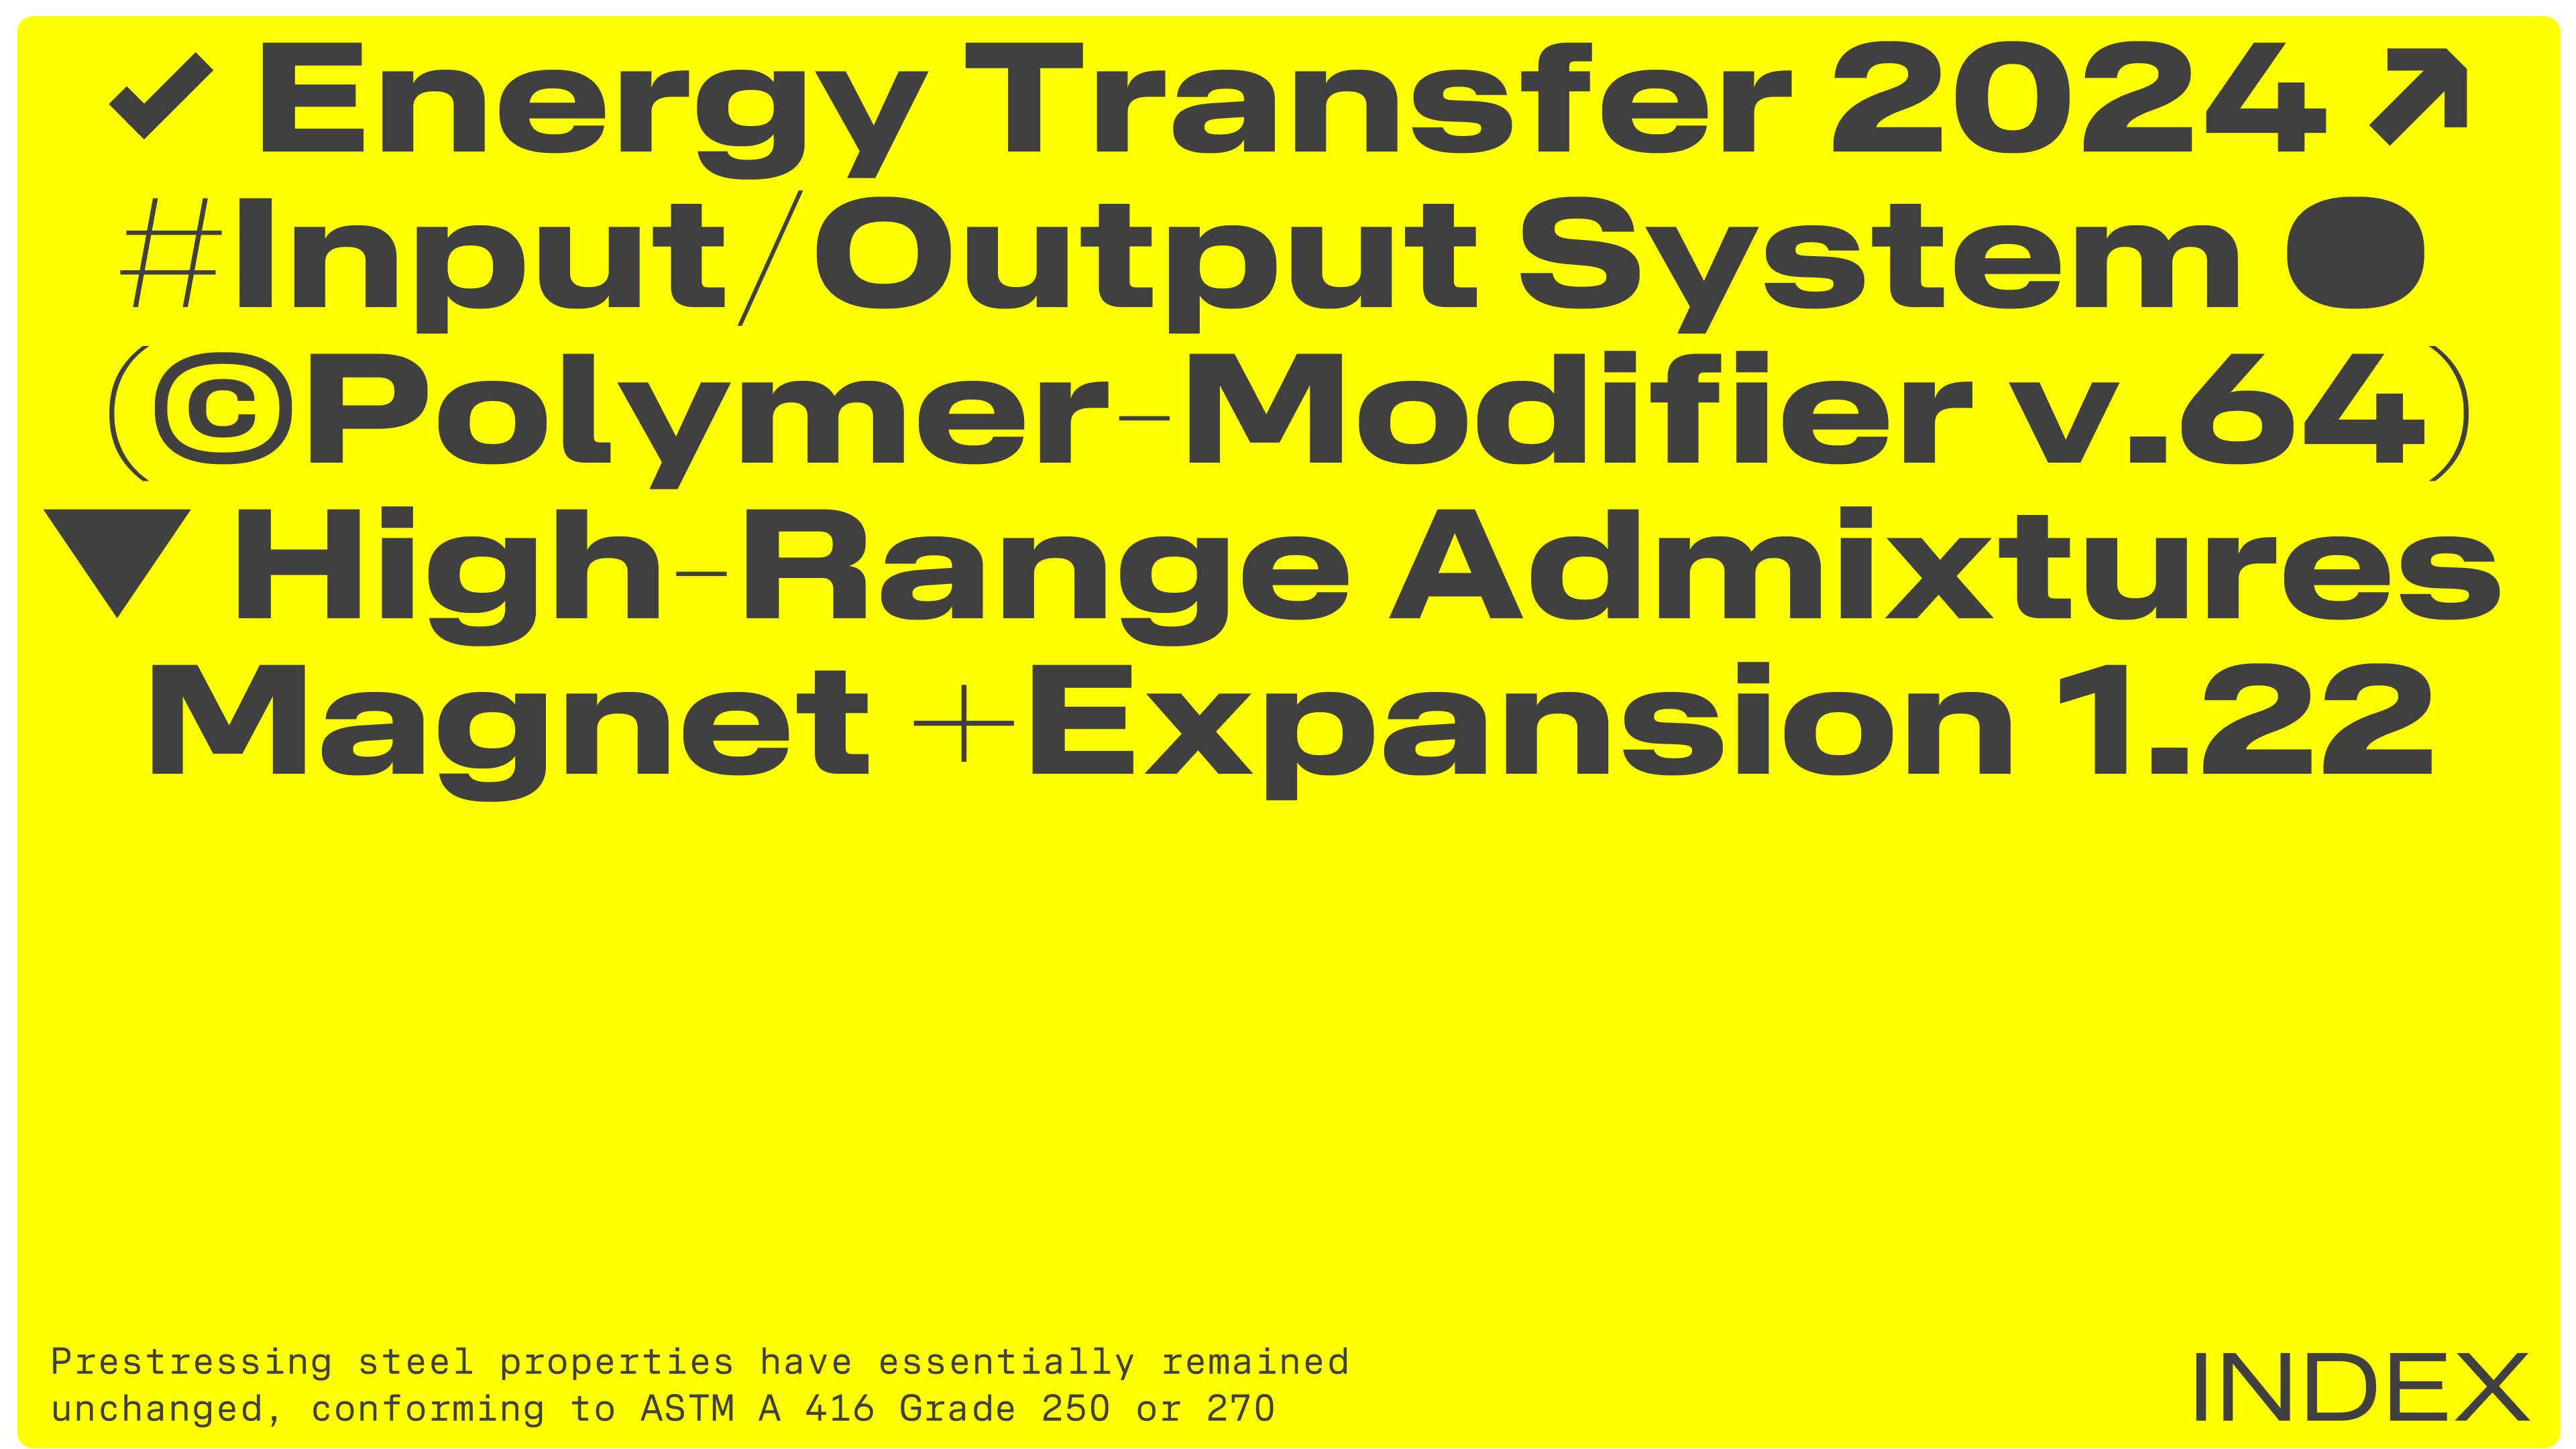 ✔ Energy Transfer 2024 ↗
#Input/Output System ●
(©Polymer-Modifier v.64)
▼ High-Range Admixtures
Magnet +Expansion 1.22
Prestressing steel properties have essentially remained
unchanged, conforming to ASTM A 416 Grade 250 or 270
INDEX